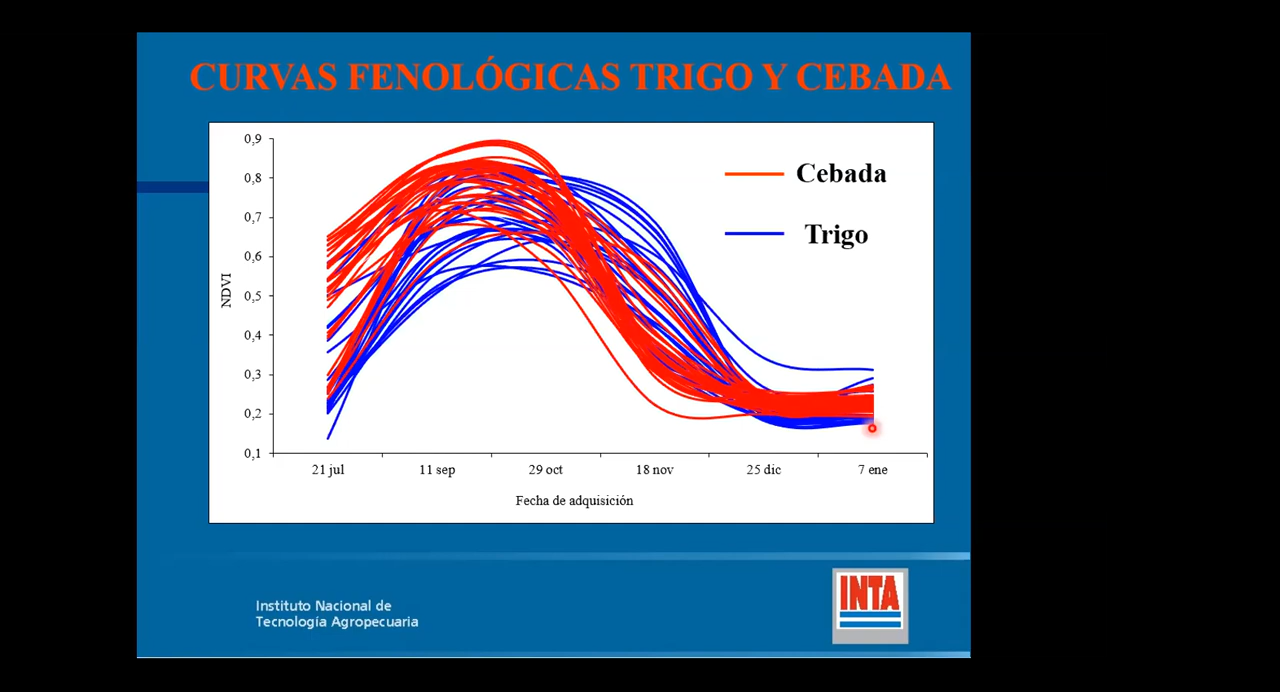 CURVAS FENOLÓGICAS TRIGO Y CEBADA
0,9
0,8
0,7
0,6
0,5
0,4
0,3
0,2
0,1
NDVI
Cebada
Trigo
21 jul
11 sep
29 oct
18 nov
25 dic
7 ene
Fecha de adquisición
Instituto Nacional de
Tecnología Agropecuaria
INTA